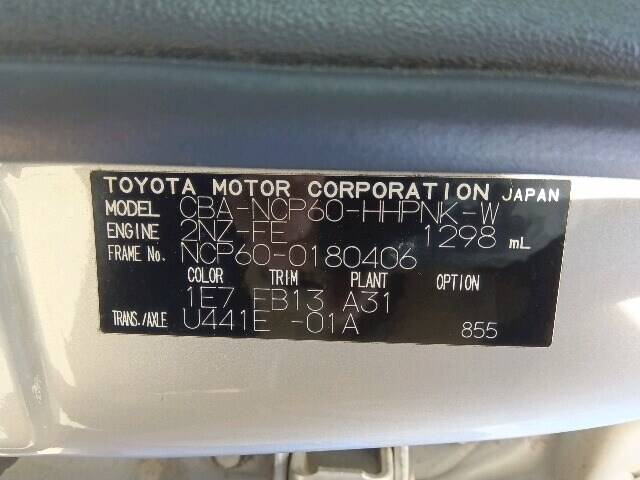 TOYOTA MOTOR CORPORATION JAPAN
MODEL CBA-NCP60-HHPNK-W
ENGINE 2NZ-FE 1298 mL
FRAME No. NCP60-0180406
COLOR TRIM PLANT OPTION
1E7 FB13 A31
TRANS./AXLE U441E -01A 855